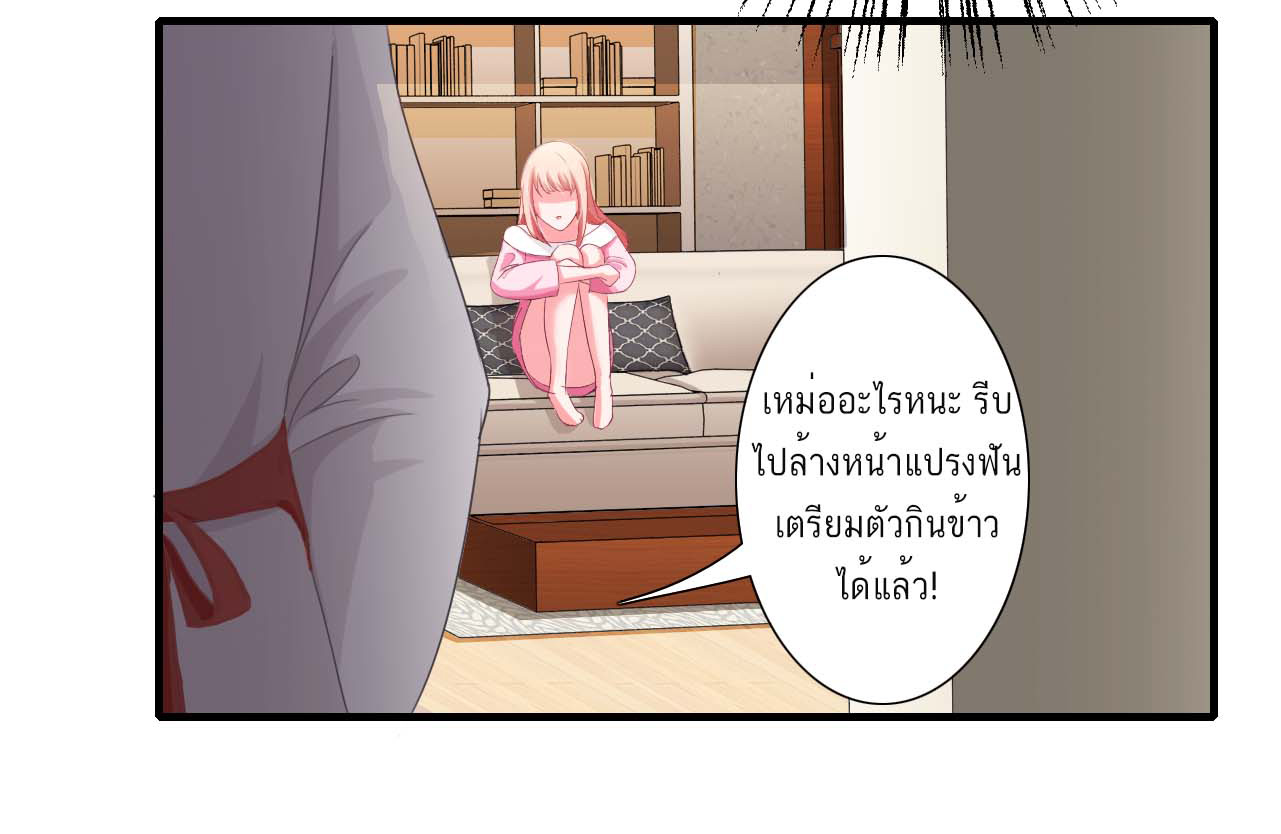 เหม่ออะไรหนะ รีบ
ไปล้างหน้าแปรงฟัน
เตรียมตัวกินข้าว
ได้แล้ว!